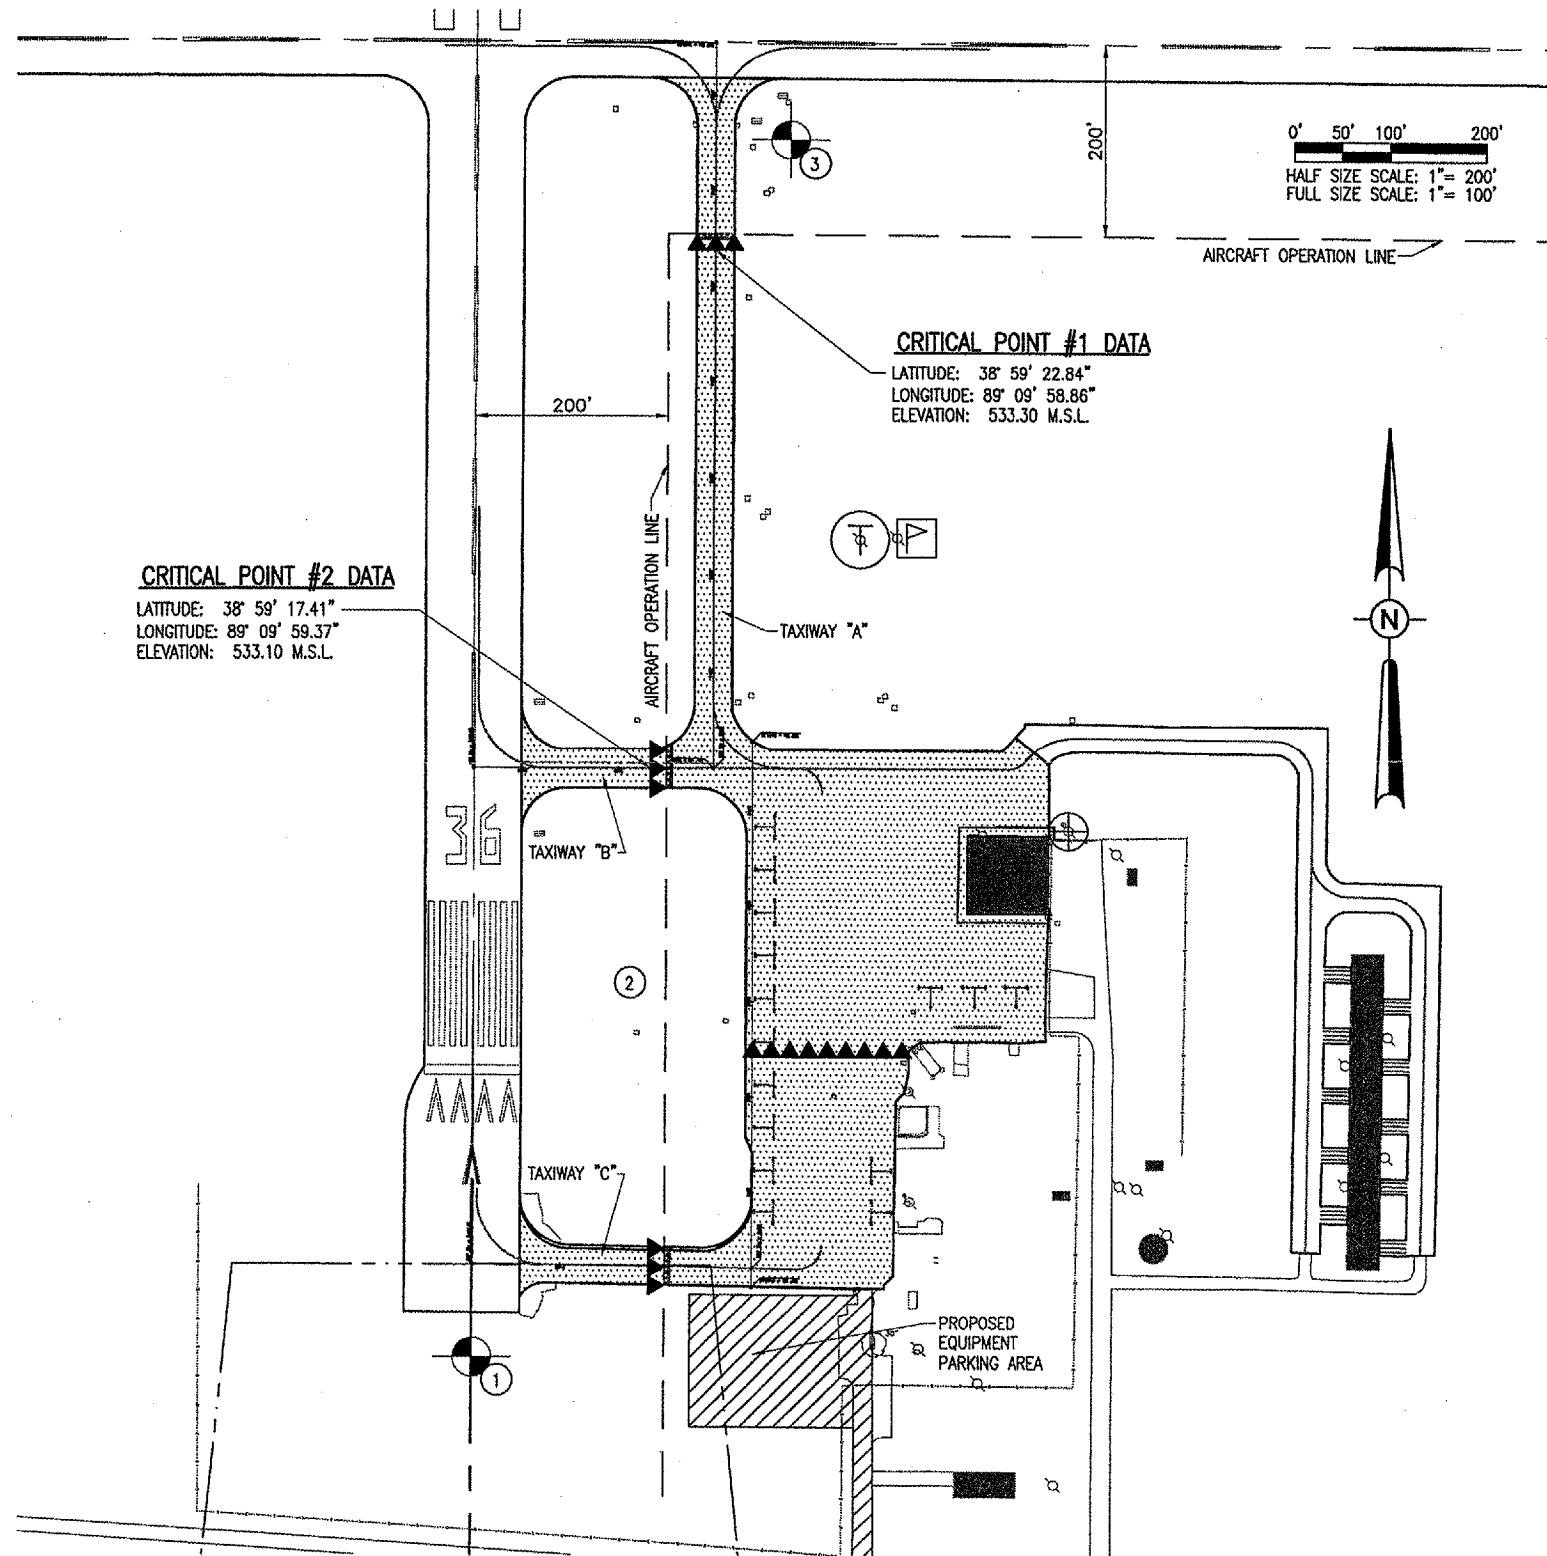 0' 50' 100' 200'
HALF SIZE SCALE: 1"= 200'
FULL SIZE SCALE: 1"= 100'
200'
3
AIRCRAFT OPERATION LINE
CRITICAL POINT #1 DATA
LATITUDE: 38° 59' 22.84"
LONGITUDE: 89° 09' 58.86"
ELEVATION: 533.30 M.S.L.
200'
AIRCRAFT OPERATION LINE
CRITICAL POINT #2 DATA
LATITUDE: 38° 59' 17.41"
LONGITUDE: 89° 09' 59.37"
ELEVATION: 533.10 M.S.L.
N
TAXIWAY "A"
36
TAXIWAY "B"
2
TAXIWAY "C"
PROPOSED
EQUIPMENT
PARKING AREA
1